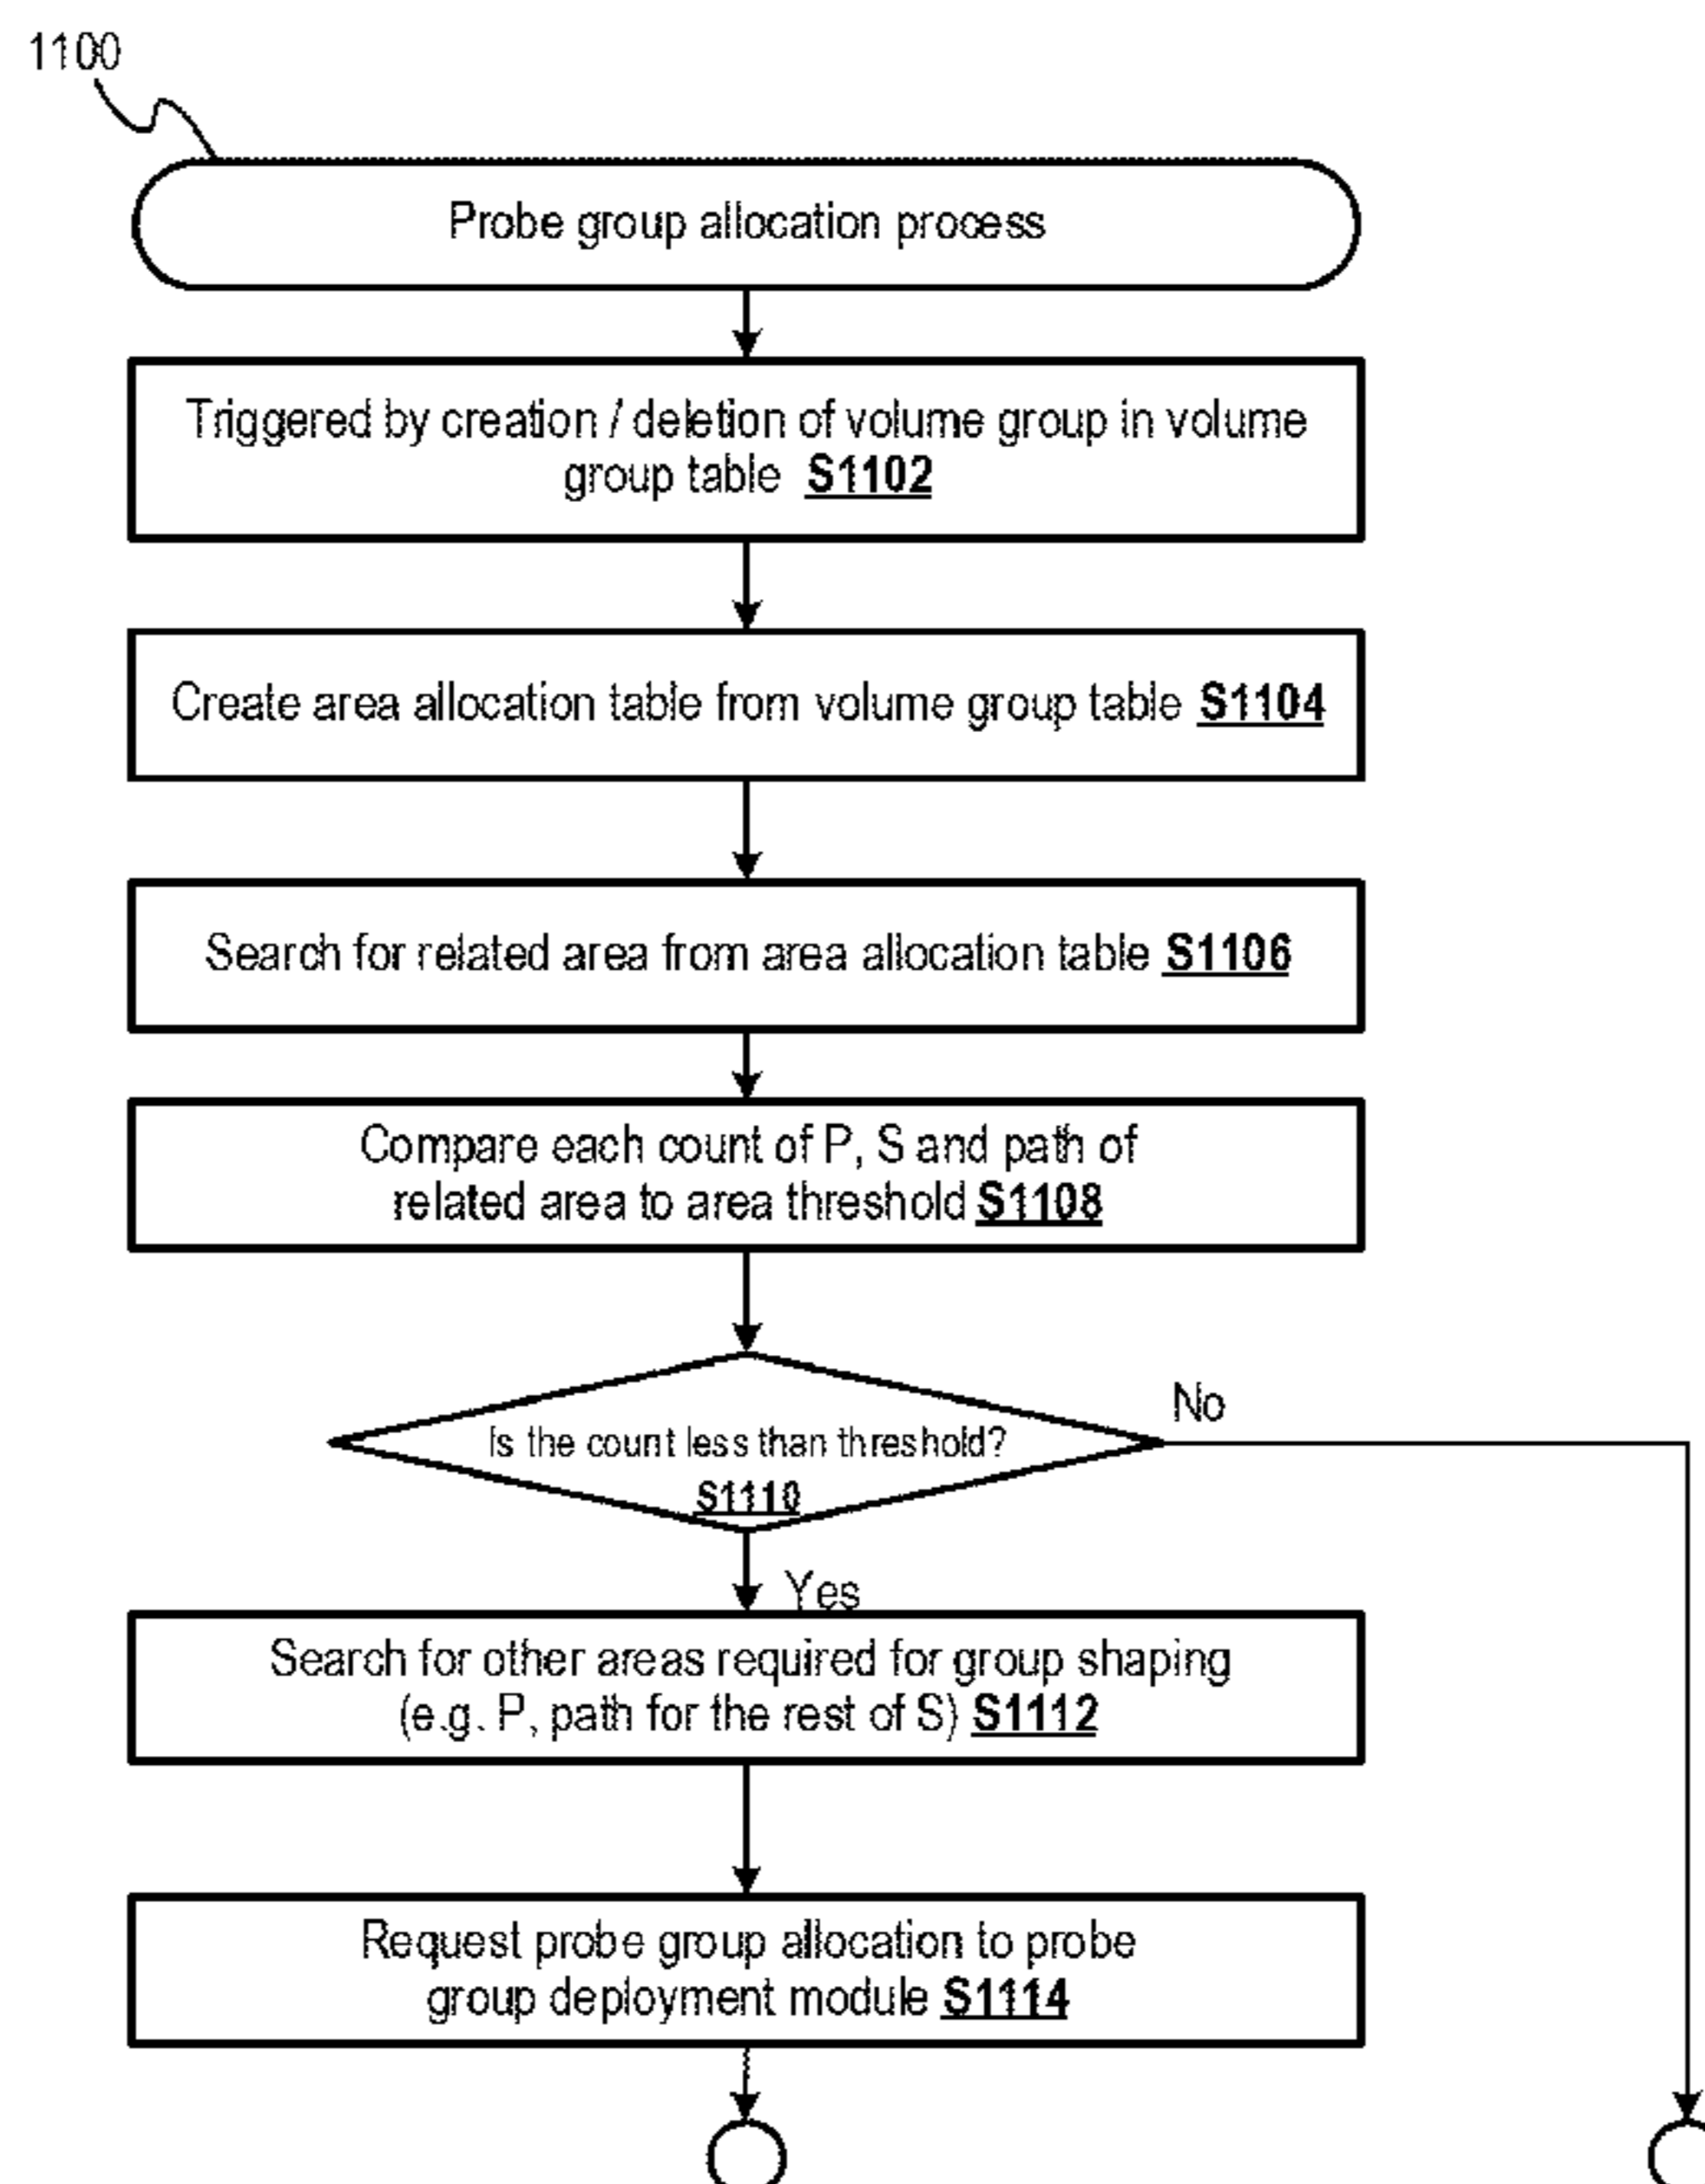 1100
Probe group allocation process
Triggered by creation / deletion of volume group in volume
group table S1102
Create area allocation table from volume group table S1104
Search for related area from area allocation table S1106
Compare each count of P, S and path of
related area to area threshold S1108
Is the count less than threshold?
S1110
No
Yes
Search for other areas required for group shaping
(e.g. P, path for the rest of S) S1112
Request probe group allocation to probe
group deployment module S1114